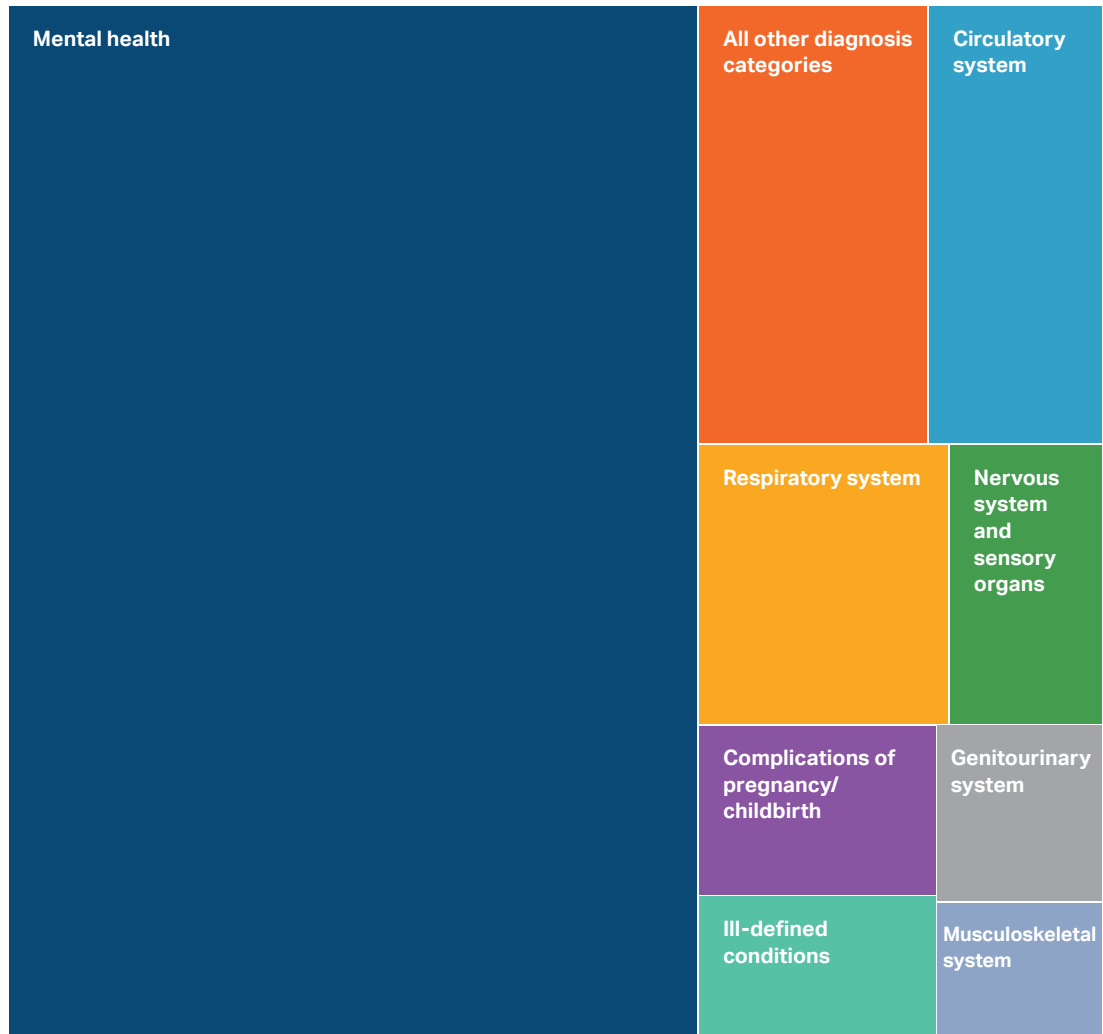 Mental health
All other diagnosis
categories
Circulatory
system
Respiratory system
Nervous
system
and
sensory
organs
Complications of
pregnancy/
childbirth
Genitourinary
system
Ill-defined
conditions
Musculoskeletal
system